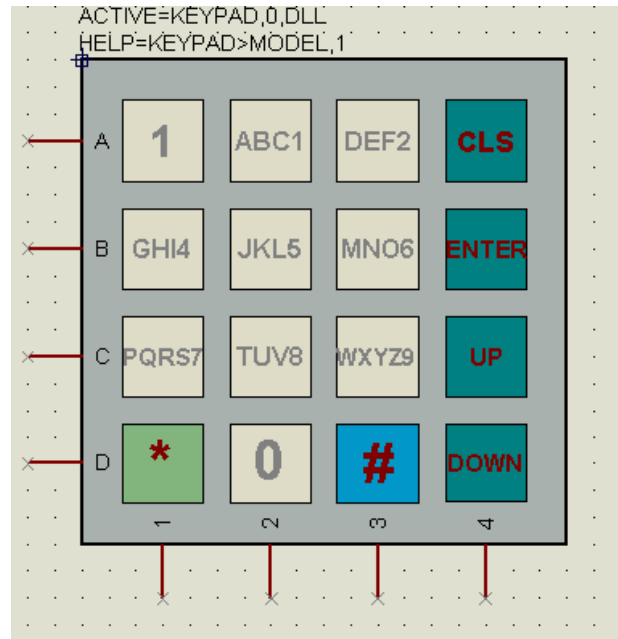 ACTIVE=KEYPAD,0,DLL
HELP=KEYPAD>MODEL,1
A 1 ABC1 DEF2 CLS
B GHI4 JKL5 MNO6 ENTER
C PQRS7 TUV8 WXYZ9 UP
D * 0 # DOWN
1 2 3 4